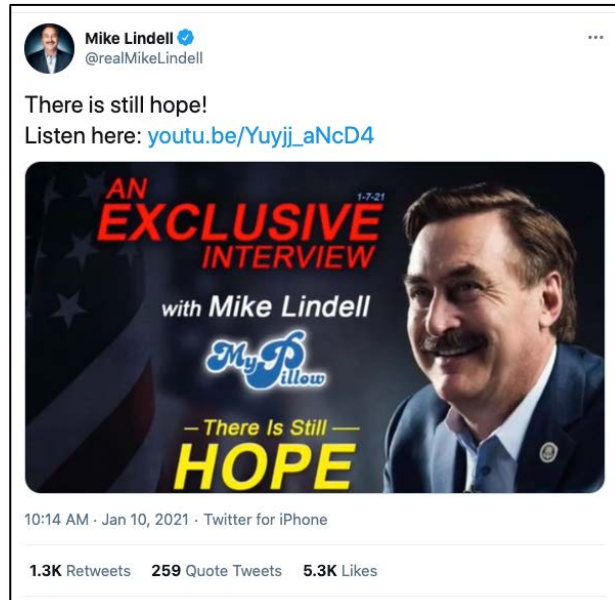 Mike Lindell
@realMikeLindell
There is still hope!
Listen here: youtu.be/Yuyjj_aNcD4
AN
1-7-21
EXCLUSIVE
INTERVIEW
with Mike Lindell
MyPillow
– There Is Still –
HOPE
10:14 AM · Jan 10, 2021 · Twitter for iPhone
1.3K Retweets 259 Quote Tweets 5.3K Likes